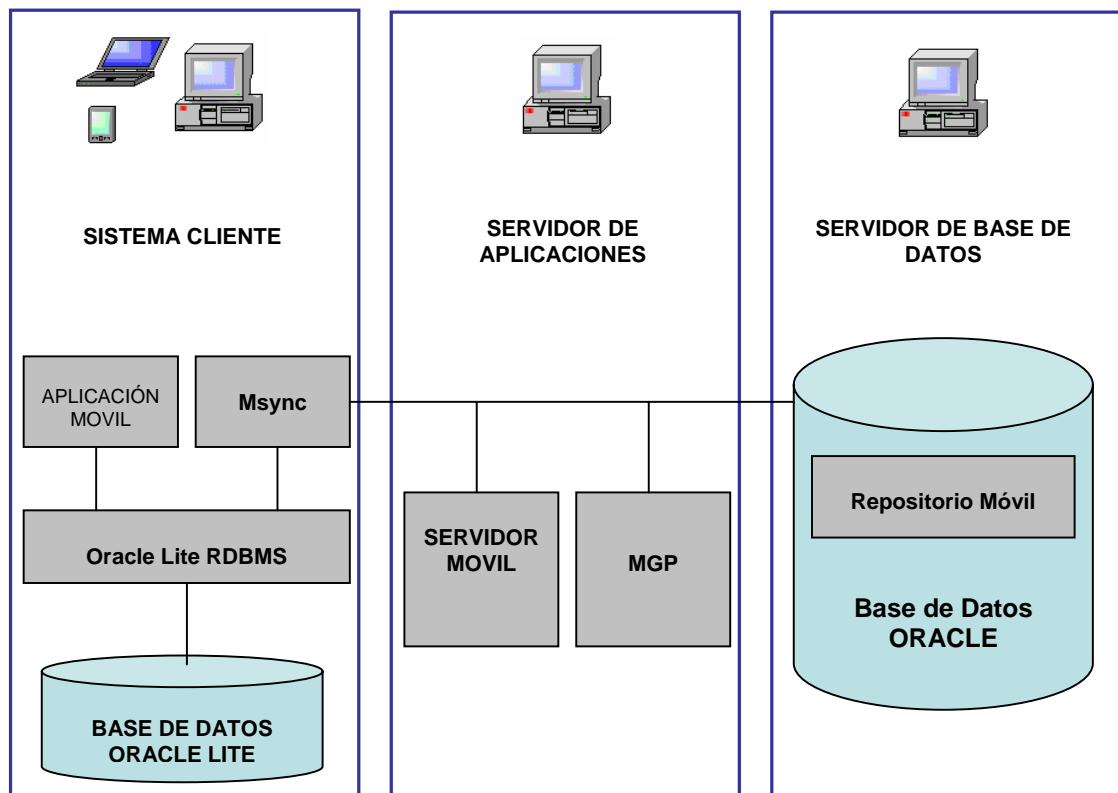 SISTEMA CLIENTE
APLICACIÓN
MOVIL
Msync
Oracle Lite RDBMS
BASE DE DATOS
ORACLE LITE
SERVIDOR DE
APLICACIONES
SERVIDOR
MOVIL
MGP
SERVIDOR DE BASE DE
DATOS
Repositorio Móvil
Base de Datos
ORACLE